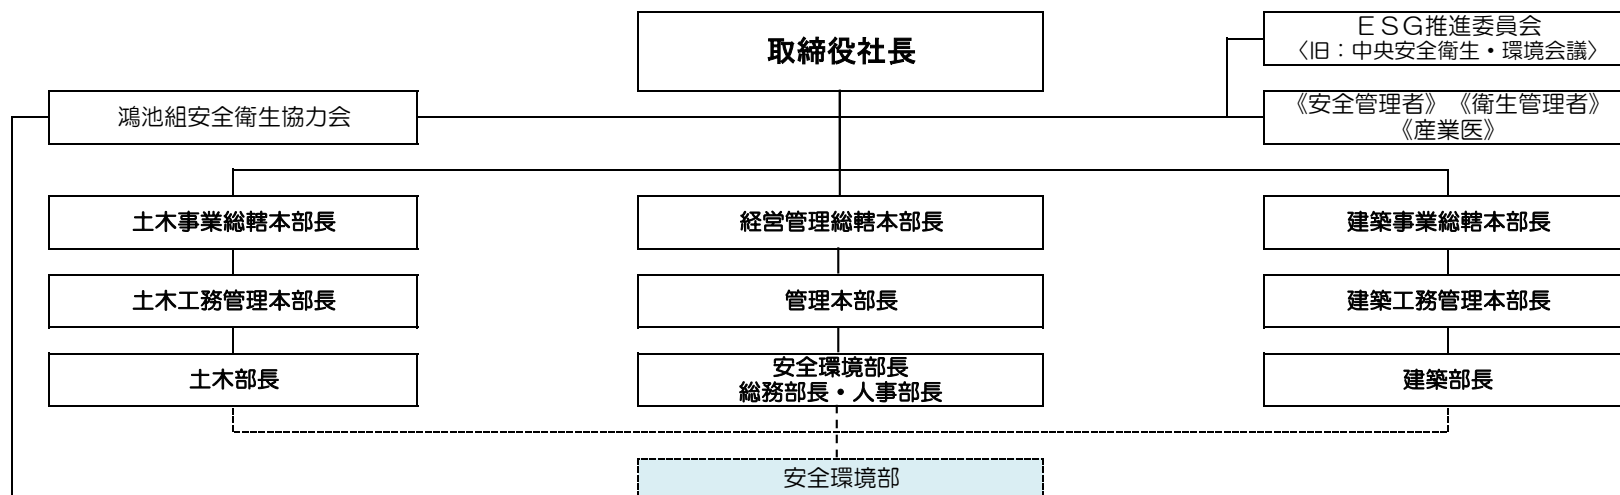 取締役社長
ＥＳＧ推進委員会
〈旧：中央安全衛生・環境会議〉
鴻池組安全衛生協力会
《安全管理者》《衛生管理者》
《産業医》
土木事業総轄本部長
経営管理総轄本部長
建築事業総轄本部長
土木工務管理本部長
管理本部長
建築工務管理本部長
土木部長
安全環境部長
総務部長・人事部長
建築部長
安全環境部